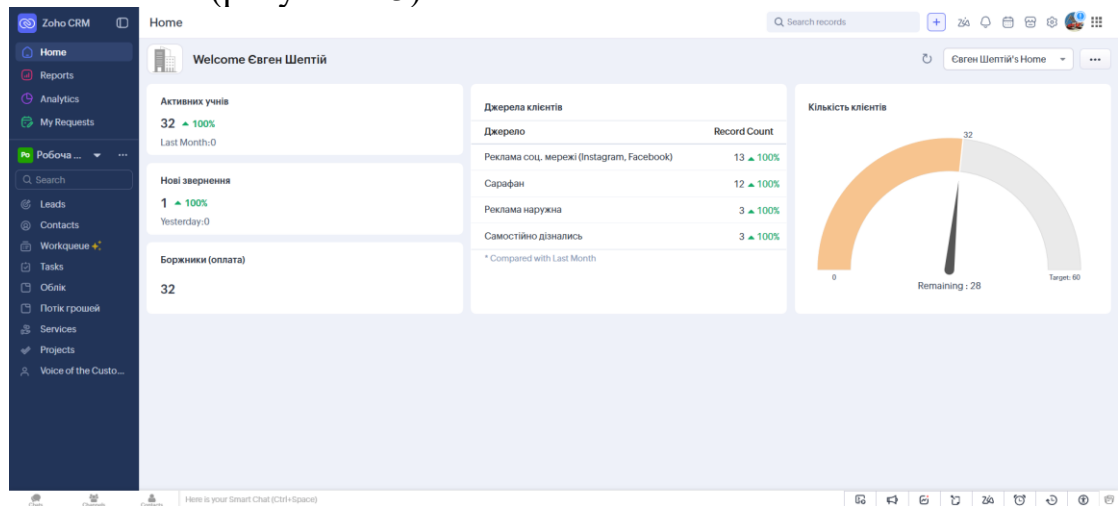 Zoho CRM
Home
Search records
Home
Reports
Analytics
My Requests
Po Робоча ...
Search
Leads
Contacts
Workqueue
Tasks
Облік
Потік грошей
Services
Projects
Voice of the Custo...
Welcome Євген Шептій
Євген Шептій's Home
Активних учнів
32 100%
Last Month:0
Нові звернення
1 100%
Yesterday:0
Боржники (оплата)
32
Джерела клієнтів
Джерело Record Count
Реклама соц. мережі (Instagram, Facebook) 13 100%
Сарафан 12 100%
Реклама наружна 3 100%
Самостійно дізнались 3 100%
* Compared with Last Month
Кількість клієнтів
32
0
Target: 60
Remaining : 28
Chats
Channels
Contacts
Here is your Smart Chat (Ctrl+Space)